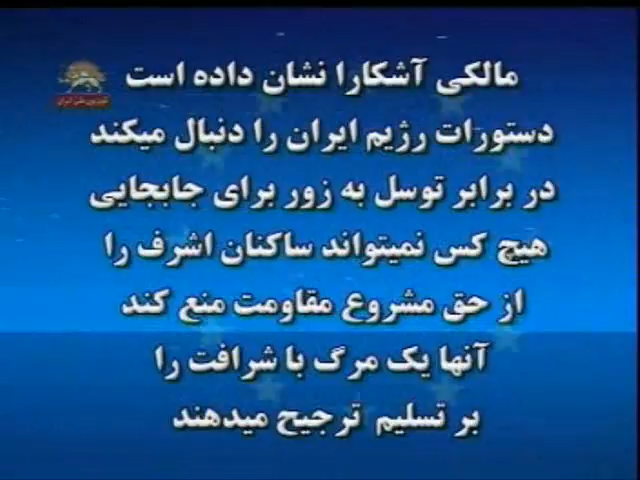 مالکی آشکارا نشان داده است
دستورات رژیم ایران را دنبال میکند
در برابر توسل به زور برای جابجایی
هیچ کس نمیتواند ساکنان اشرف را
از حق مشروع مقاومت منع کند
آنها یک مرگ با شرافت را
بر تسلیم ترجیح میدهند